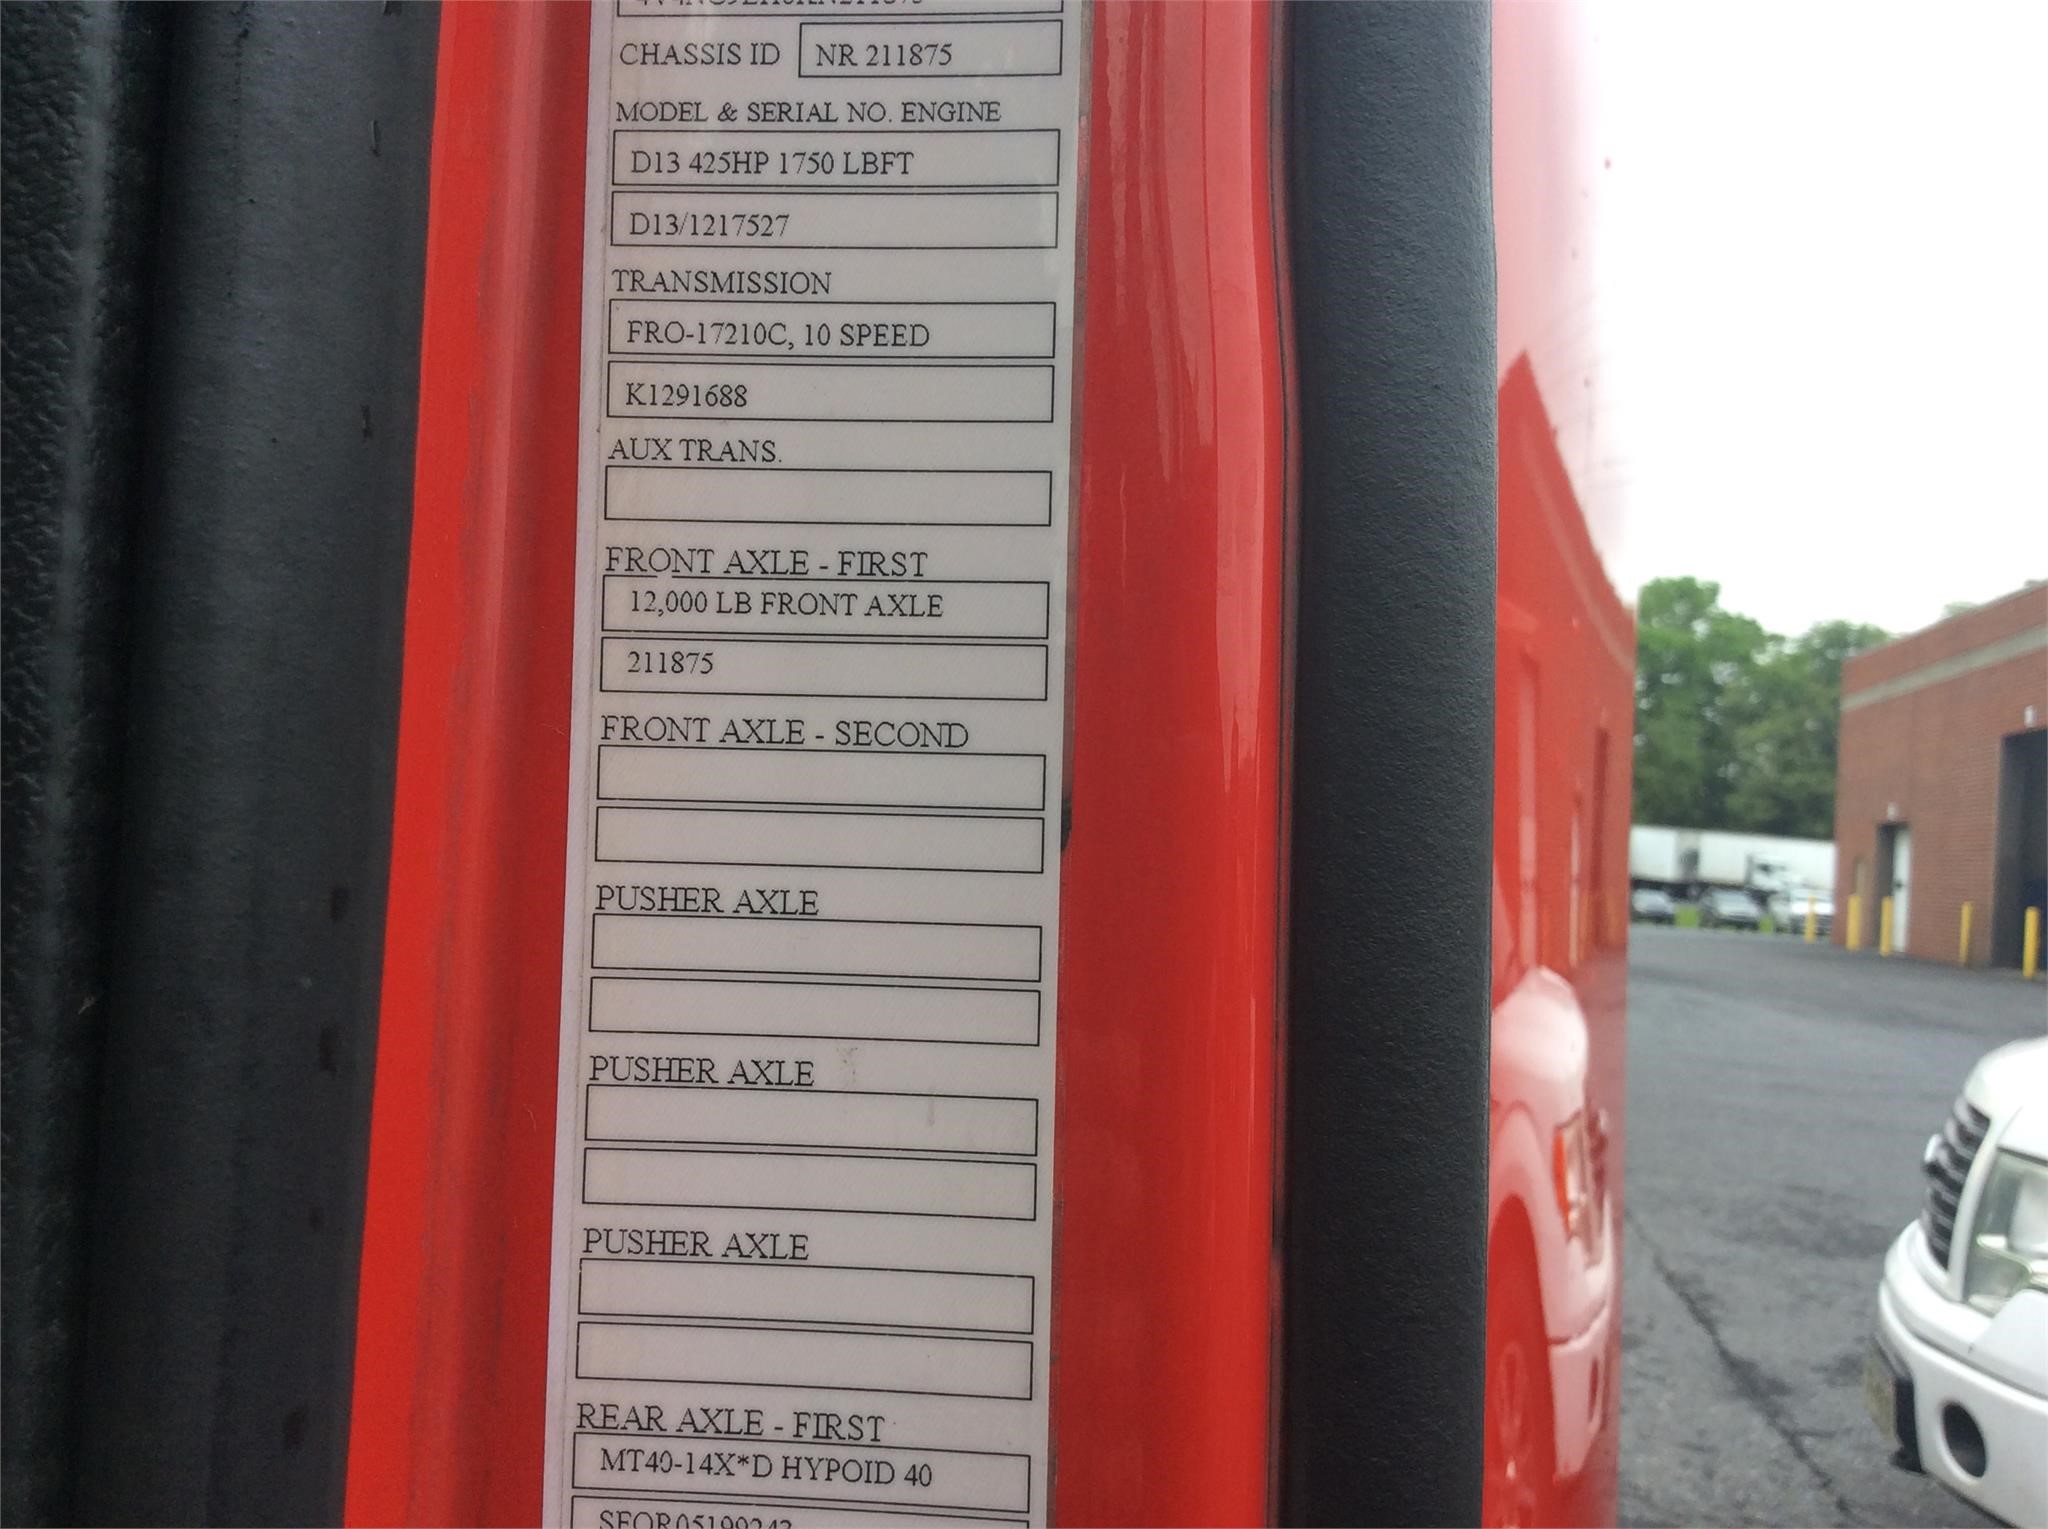 CHASSIS ID NR 211875
MODEL & SERIAL NO. ENGINE
D13 425HP 1750 LBFT
D13/1217527
TRANSMISSION
FRO-17210C, 10 SPEED
K1291688
AUX TRANS.
FRONT AXLE - FIRST
12,000 LB FRONT AXLE
211875
FRONT AXLE - SECOND
PUSHER AXLE
PUSHER AXLE
PUSHER AXLE
REAR AXLE - FIRST
MT40-14X*D HYPOID 40